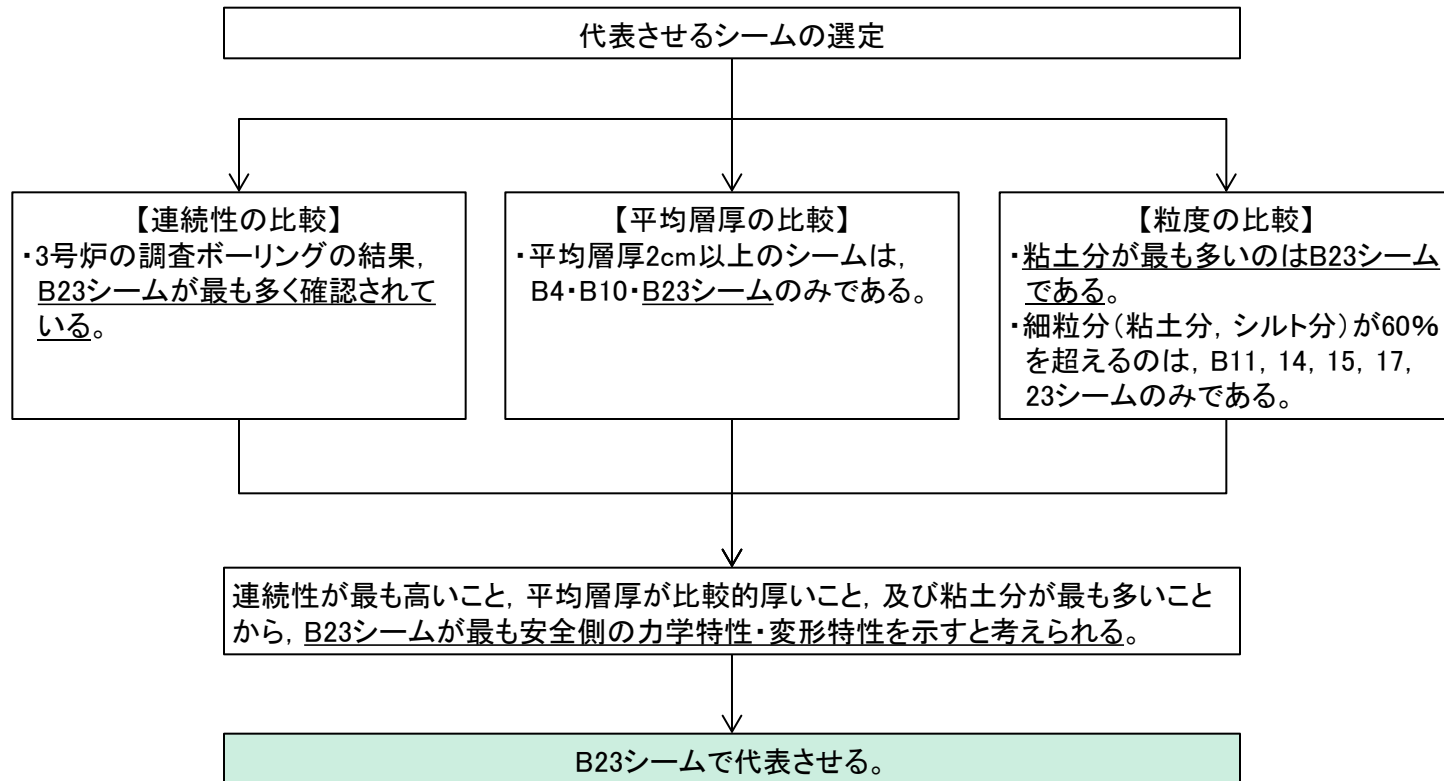 代表させるシームの選定
【連続性の比較】
・3号炉の調査ボーリングの結果,
B23シームが最も多く確認されて
いる。
【平均層厚の比較】
・平均層厚2cm以上のシームは,
B4・B10・B23シームのみである。
【粒度の比較】
・粘土分が最も多いのはB23シーム
である。
・細粒分(粘土分, シルト分)が60%
を超えるのは, B11, 14, 15, 17,
23シームのみである。
連続性が最も高いこと, 平均層厚が比較的厚いこと, 及び粘土分が最も多いこと
から, B23シームが最も安全側の力学特性・変形特性を示すと考えられる。
B23シームで代表させる。